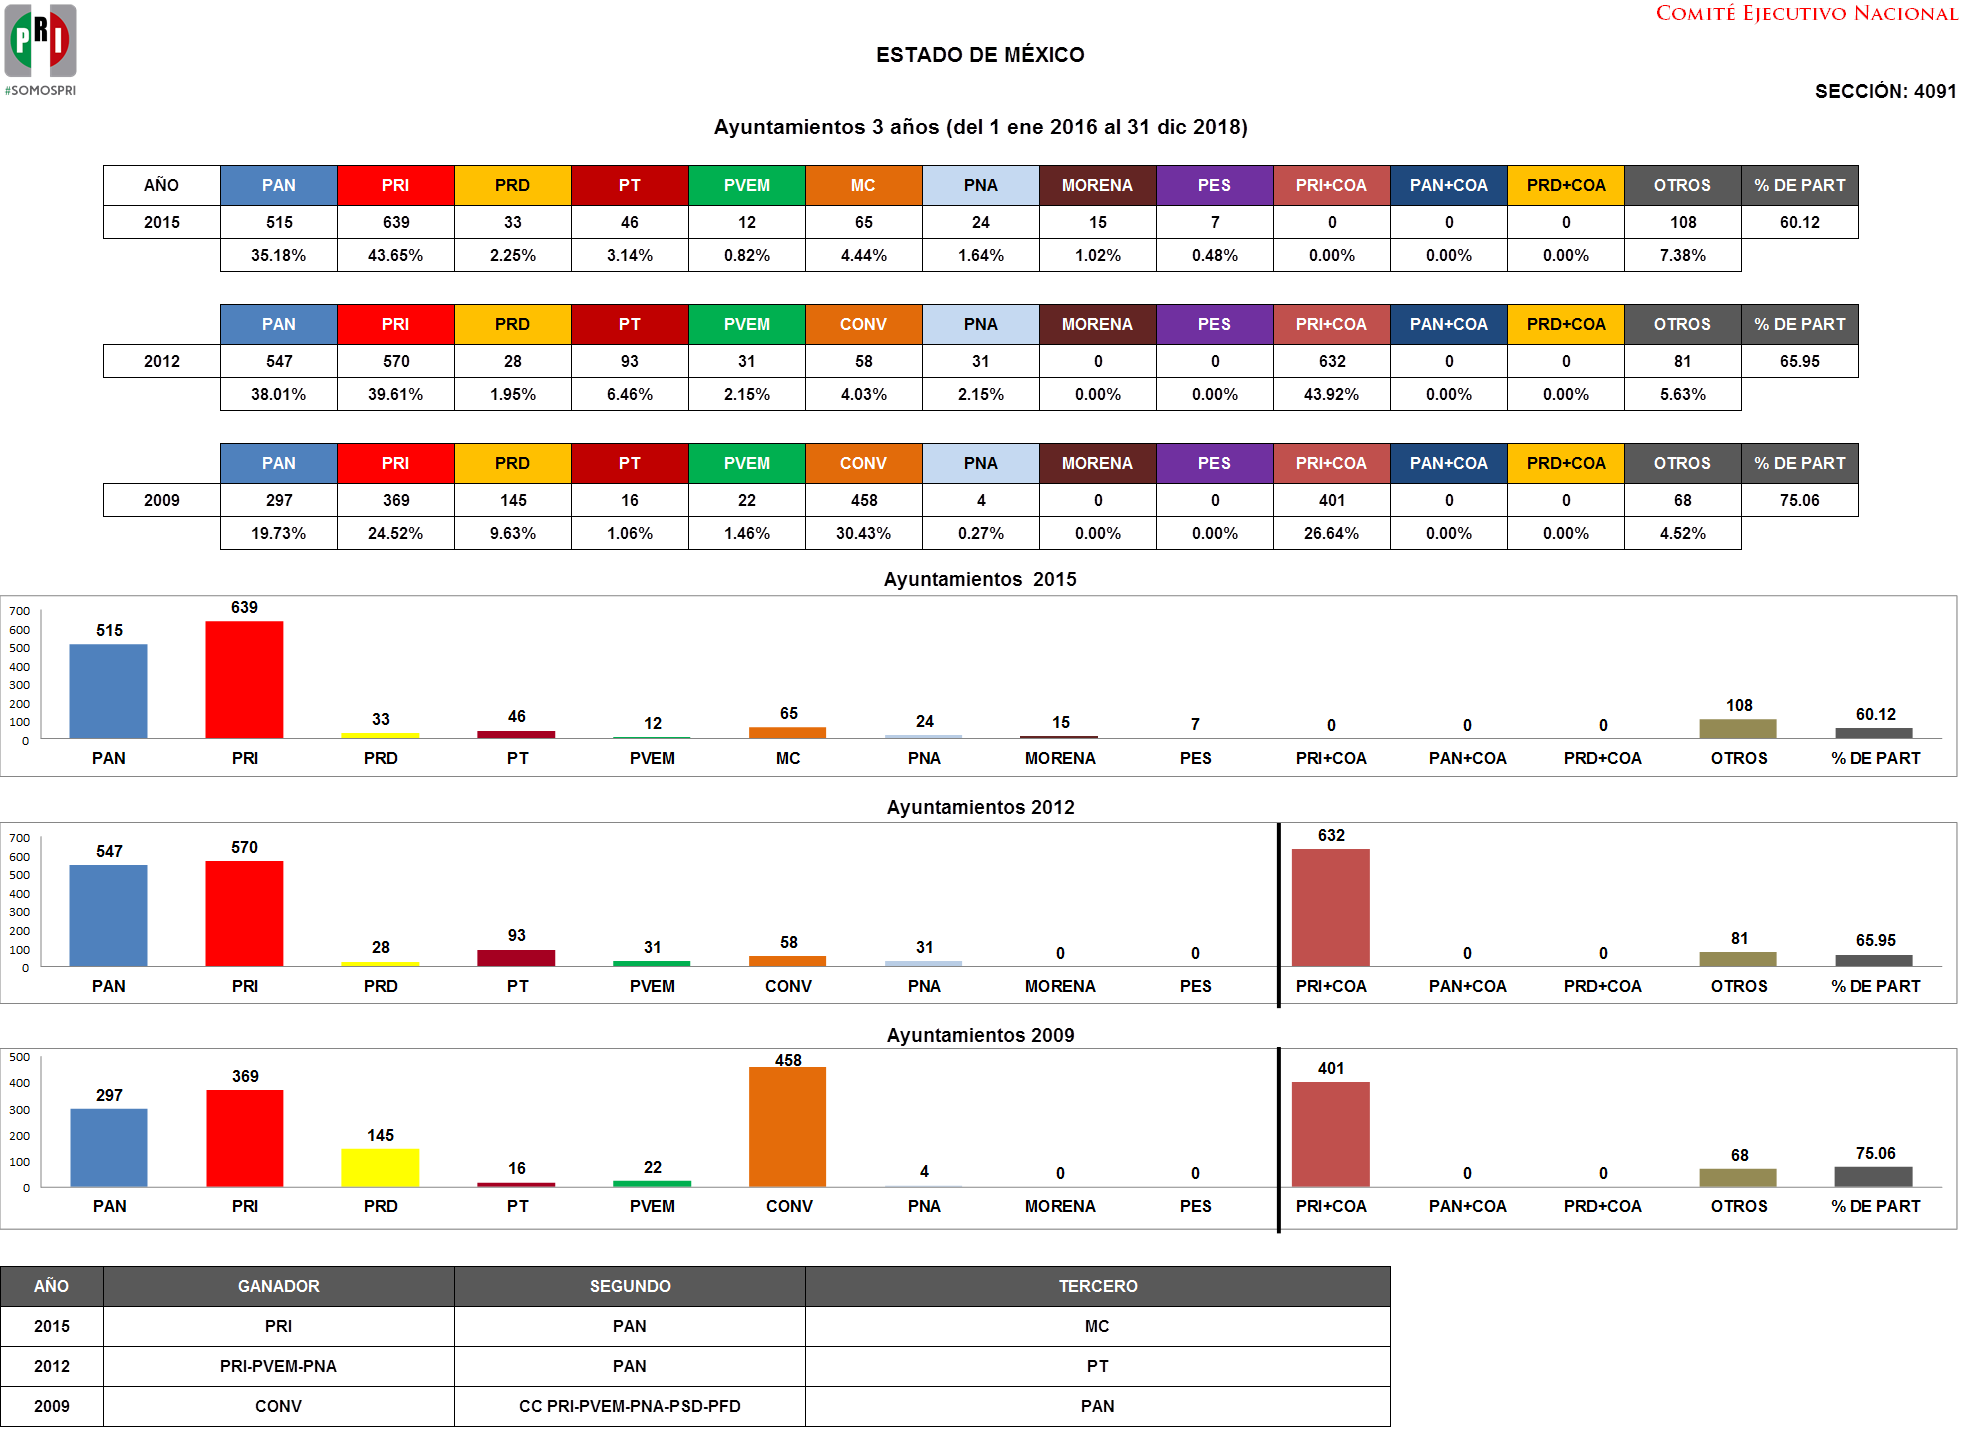 PRI
#SOMOSPRI
COMITÉ EJECUTIVO NACIONAL
ESTADO DE MÉXICO
SECCIÓN: 4091
Ayuntamientos 3 años (del 1 ene 2016 al 31 dic 2018)
AÑO PAN PRI PRD PT PVEM MC PNA MORENA PES PRI+COA PAN+COA PRD+COA OTROS % DE PART
2015 515 639 33 46 12 65 24 15 7 0 0 0 108 60.12
35.18% 43.65% 2.25% 3.14% 0.82% 4.44% 1.64% 1.02% 0.48% 0.00% 0.00% 0.00% 7.38%
PAN PRI PRD PT PVEM CONV PNA MORENA PES PRI+COA PAN+COA PRD+COA OTROS % DE PART
2012 547 570 28 93 31 58 31 0 0 632 0 0 81 65.95
38.01% 39.61% 1.95% 6.46% 2.15% 4.03% 2.15% 0.00% 0.00% 43.92% 0.00% 0.00% 5.63%
PAN PRI PRD PT PVEM CONV PNA MORENA PES PRI+COA PAN+COA PRD+COA OTROS % DE PART
2009 297 369 145 16 22 458 4 0 0 401 0 0 68 75.06
19.73% 24.52% 9.63% 1.06% 1.46% 30.43% 0.27% 0.00% 0.00% 26.64% 0.00% 0.00% 4.52%
Ayuntamientos 2015
700
600
500
400
300
200
100
0
515 639 33 46 12 65 24 15 7 0 0 0 108 60.12
PAN PRI PRD PT PVEM MC PNA MORENA PES PRI+COA PAN+COA PRD+COA OTROS % DE PART
Ayuntamientos 2012
700
600
500
400
300
200
100
0
547 570 28 93 31 58 31 0 0 632 0 0 81 65.95
PAN PRI PRD PT PVEM CONV PNA MORENA PES PRI+COA PAN+COA PRD+COA OTROS % DE PART
Ayuntamientos 2009
500
400
300
200
100
0
297 369 145 16 22 458 4 0 0 401 0 0 68 75.06
PAN PRI PRD PT PVEM CONV PNA MORENA PES PRI+COA PAN+COA PRD+COA OTROS % DE PART
AÑO GANADOR SEGUNDO TERCERO
2015 PRI PAN MC
2012 PRI-PVEM-PNA PAN PT
2009 CONV CC PRI-PVEM-PNA-PSD-PFD PAN